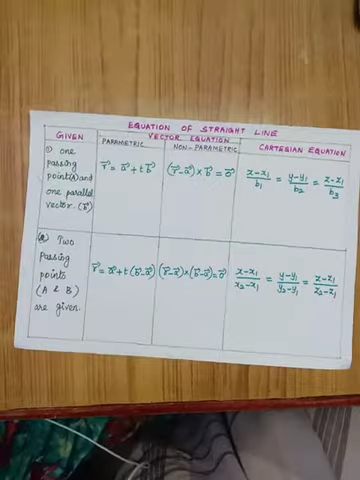 EQUATION OF STRAIGHT LINE
GIVEN
VECTOR EQUATION
PARAMETRIC
NON-PARAMETRIC
CARTESIAN EQUATION
① one
passing
point(A) and
one parallel
vector. (b⃗)
r⃗ = a⃗ + t b⃗
(r⃗-a⃗) × b⃗ = o⃗
(x-x₁)/b₁ = (y-y₁)/b₂ = (z-z₁)/b₃
② Two
Passing
points
(A & B)
are given.
r⃗ = a⃗ + t (b⃗-a⃗)
(r⃗-a⃗) × (b⃗-a⃗) = o⃗
(x-x₁)/(x₂-x₁) = (y-y₁)/(y₂-y₁) = (z-z₁)/(z₂-z₁)